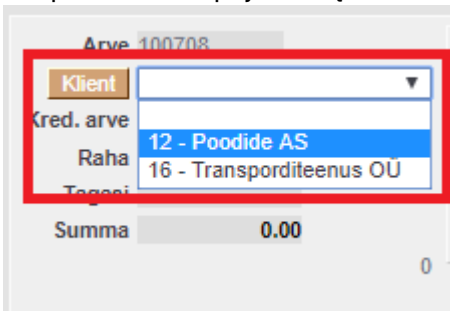 Arve 100708
Klient
Kred. arve
12 - Poodide AS
Raha
16 - Transporditeenus OÜ
Summa 0.00
0